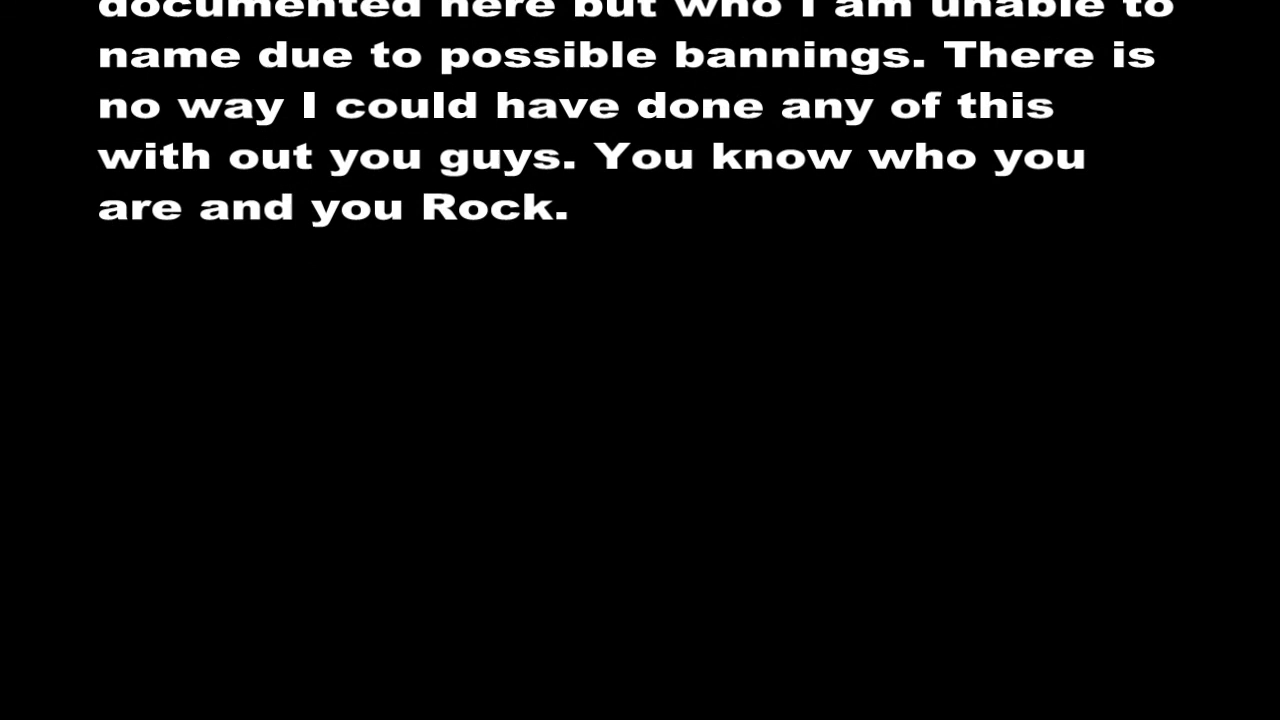 documented here but who I am unable to
name due to possible bannings. There is
no way I could have done any of this
with out you guys. You know who you
are and you Rock.